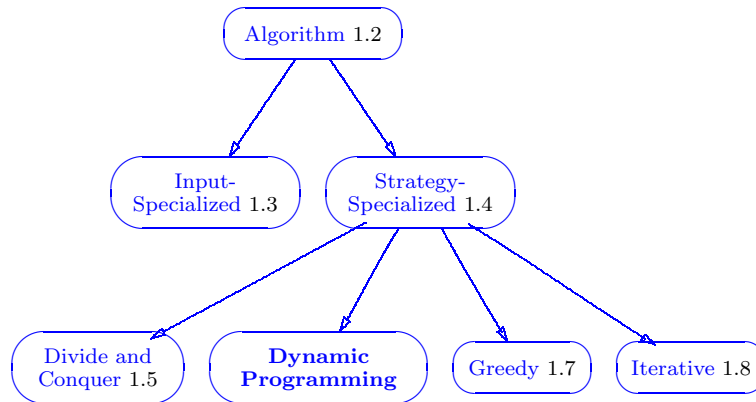 Algorithm 1.2
Input-
Specialized 1.3
Strategy-
Specialized 1.4
Divide and
Conquer 1.5
Dynamic
Programming
Greedy 1.7
Iterative 1.8